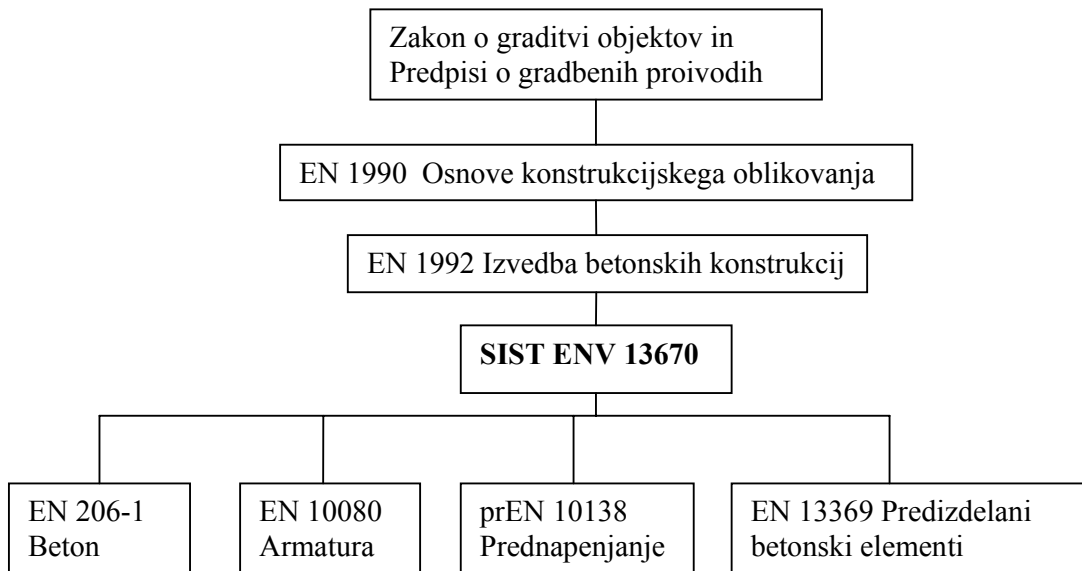 Zakon o graditvi objektov in
Predpisi o gradbenih proivodih
EN 1990 Osnove konstrukcijskega oblikovanja
EN 1992 Izvedba betonskih konstrukcij
SIST ENV 13670
EN 206-1
Beton
EN 10080
Armatura
prEN 10138
Prednapenjanje
EN 13369 Predizdelani
betonski elementi